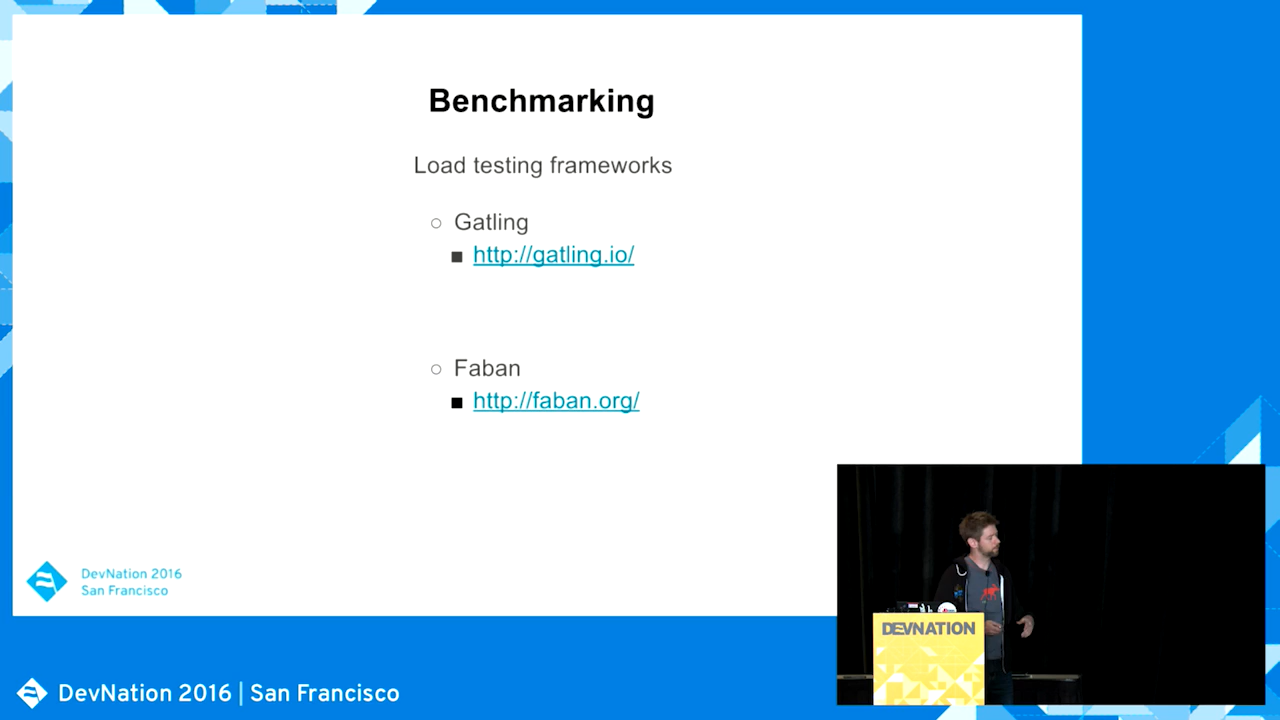 Benchmarking
Load testing frameworks
Gatling
http://gatling.io/
Faban
http://faban.org/
DevNation 2016
San Francisco
DEVNATION
DevNation 2016 | San Francisco